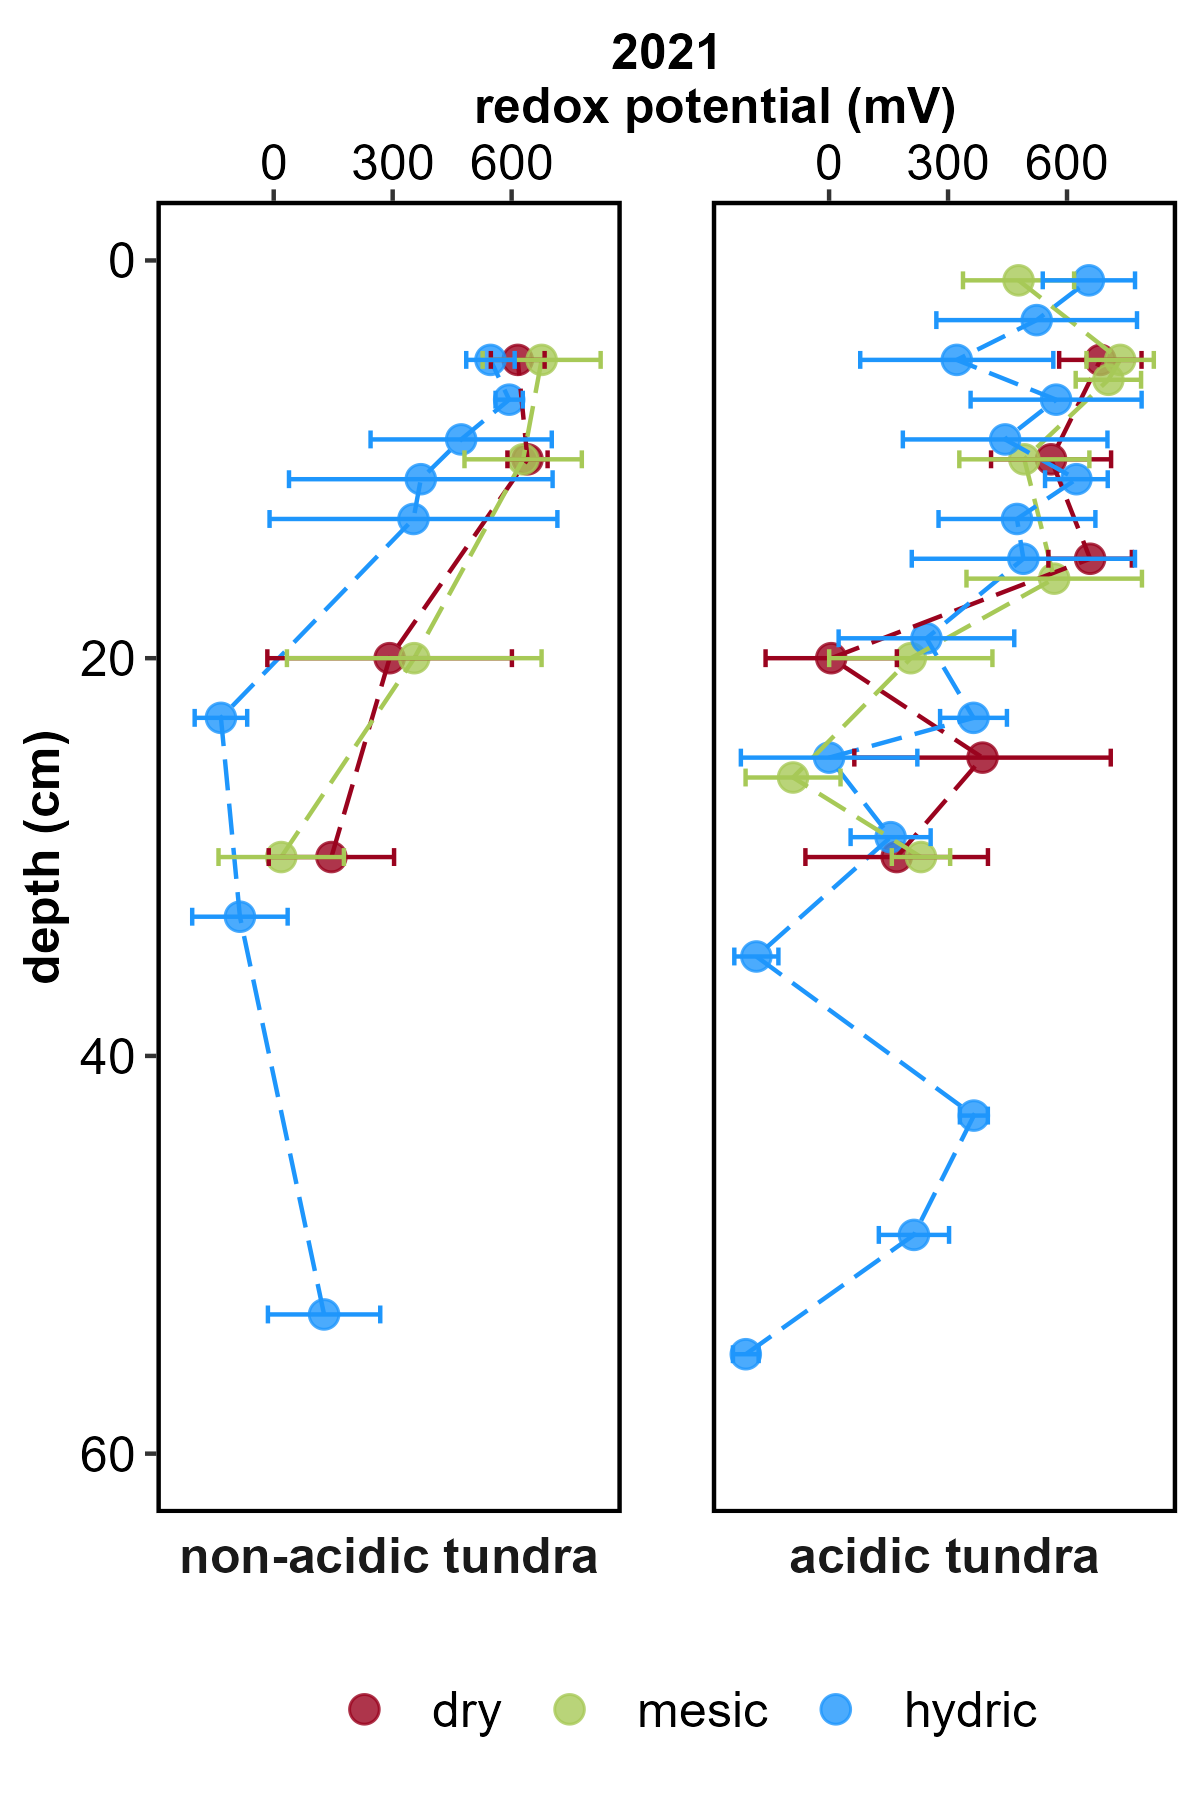 2021
redox potential (mV)
0 300 600 0 300 600
0
20
40
60
depth (cm)
non-acidic tundra acidic tundra
dry mesic hydric